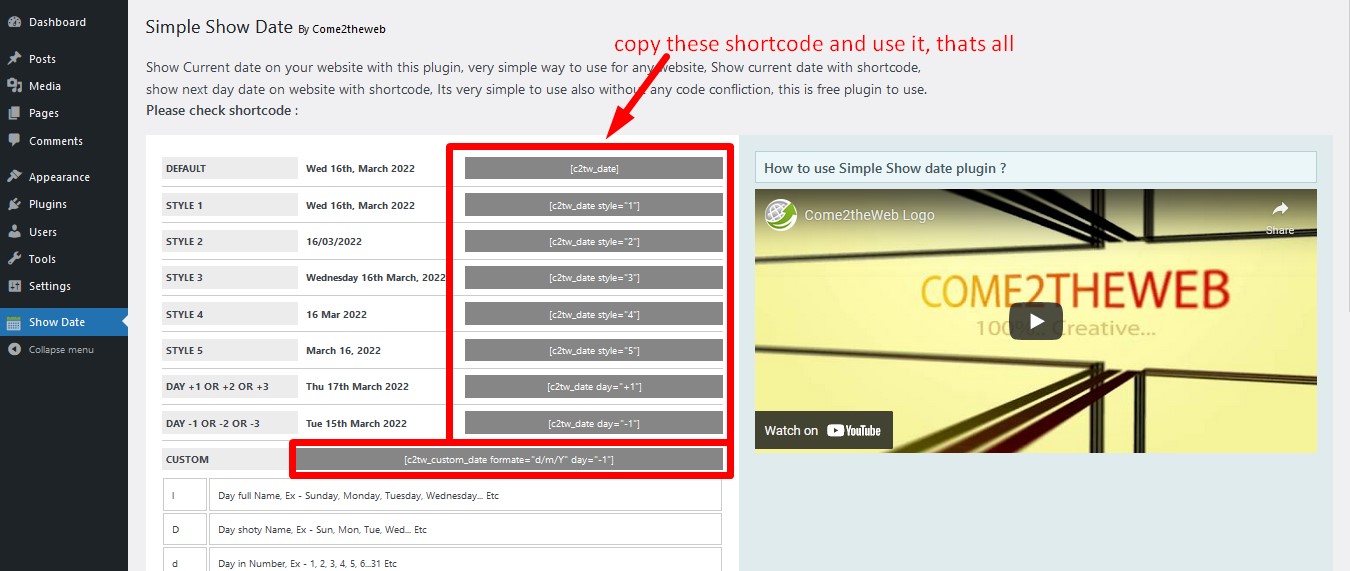 Dashboard
Posts
Media
Pages
Comments
Appearance
Plugins
Users
Tools
Settings
Show Date
Collapse menu
Simple Show Date By Come2theweb
copy these shortcode and use it, thats all
Show Current date on your website with this plugin, very simple way to use for any website, Show current date with shortcode,
show next day date on website with shortcode, Its very simple to use also without any code confliction, this is free plugin to use.
Please check shortcode :
DEFAULT Wed 16th, March 2022 [c2tw_date]
STYLE 1 Wed 16th, March 2022 [c2tw_date style="1"]
STYLE 2 16/03/2022 [c2tw_date style="2"]
STYLE 3 Wednesday 16th March, 2022 [c2tw_date style="3"]
STYLE 4 16 Mar 2022 [c2tw_date style="4"]
STYLE 5 March 16, 2022 [c2tw_date style="5"]
DAY +1 OR +2 OR +3 Thu 17th March 2022 [c2tw_date day="+1"]
DAY -1 OR -2 OR -3 Tue 15th March 2022 [c2tw_date day="-1"]
CUSTOM [c2tw_custom_date formate="d/m/Y" day="-1"]
l Day full Name, Ex - Sunday, Monday, Tuesday, Wednesday... Etc
D Day shoty Name, Ex - Sun, Mon, Tue, Wed... Etc
d Day in Number, Ex - 1, 2, 3, 4, 5, 6...31 Etc
How to use Simple Show date plugin ?
Come2theWeb Logo
Share
COME2THEWEB
100% Creative...
Watch on YouTube